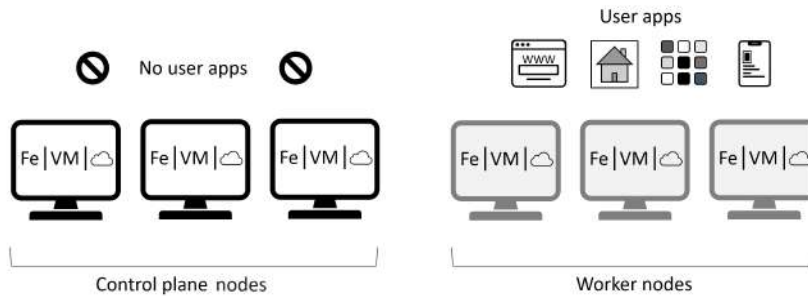 User apps
No user apps
WWW
Fe|VM|
Fe|VM|
Fe|VM|
Fe|VM|
Fe|VM|
Fe|VM|
Control plane nodes
Worker nodes